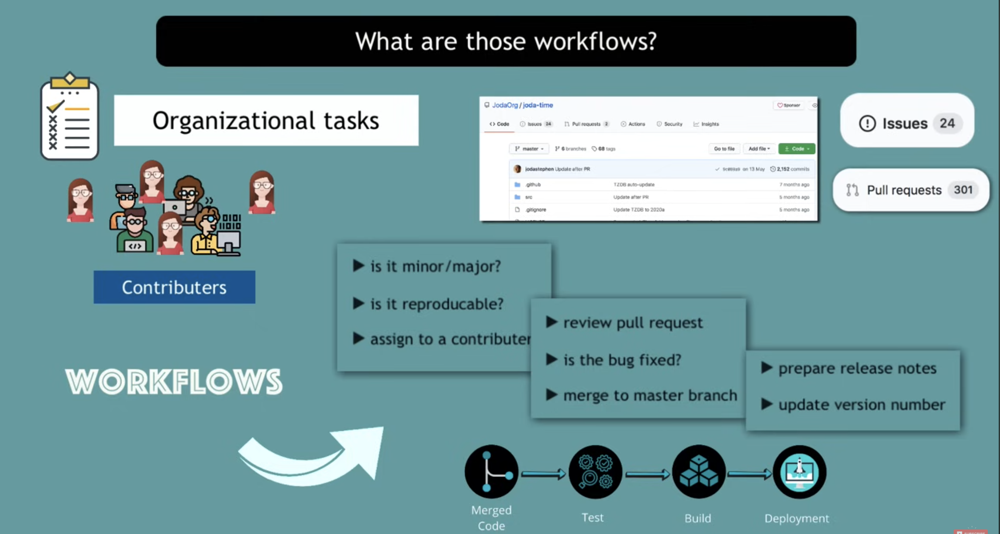 What are those workflows?
Organizational tasks
JodaOrg / joda-time
Sponsor
Code Issues 24 Pull requests 2 Actions Security Insights
master 6 branches 68 tags Go to file Add file Code
jodastephen Update after PR on 13 May 2,152 commits
.github TZDB auto-update 7 months ago
src Update after PR 5 months ago
.gitignore Update TZDB to 2020a 5 months ago
Issues 24
Pull requests 301
0101
11010
</>
Contributers
is it minor/major?
is it reproducable?
assign to a contributer
review pull request
is the bug fixed?
merge to master branch
prepare release notes
update version number
WORKFLOWS
Merged
Code
Test
Build
Deployment
SUBSCRIBE